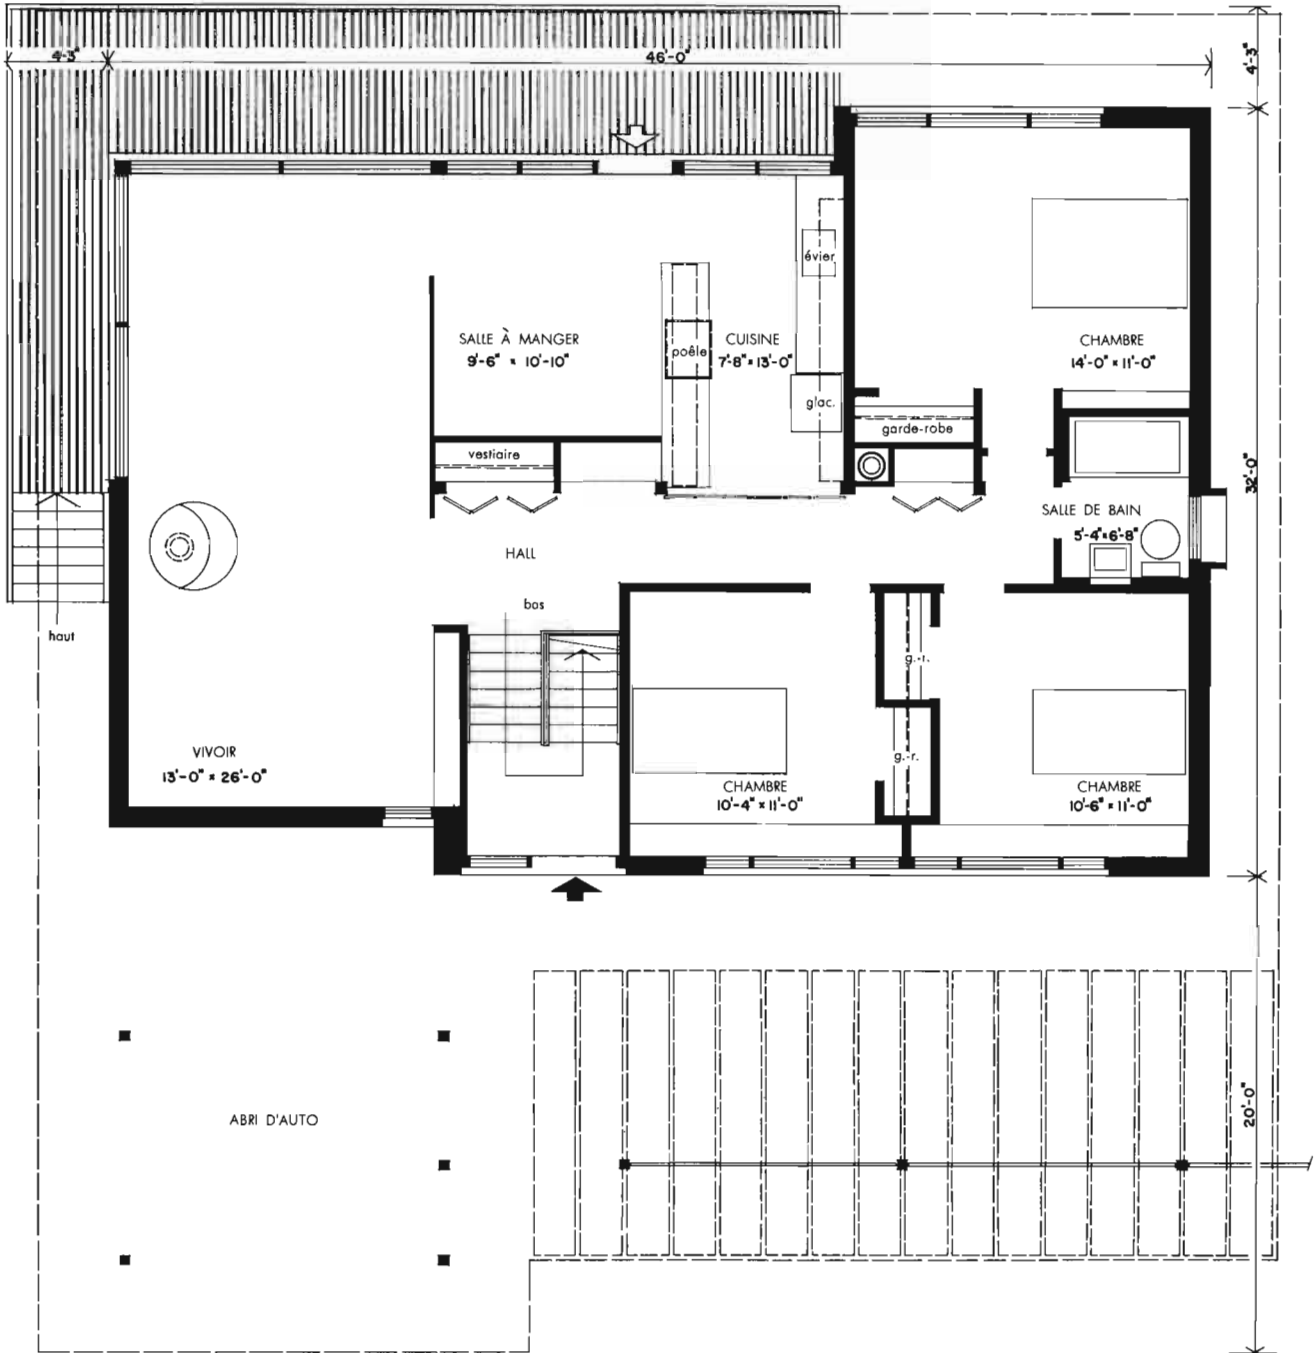 4'-3"
46'-0"
4'-3"
évier
SALLE À MANGER
9'-6" × 10'-10"
poêle
CUISINE
7'-8" × 13'-0"
CHAMBRE
14'-0" × 11'-0"
glac.
garde-robe
vestiaire
32'-0"
SALLE DE BAIN
5'-4" × 6'-8"
HALL
bas
haut
g.-r.
VIVOIR
13'-0" × 26'-0"
g.-r.
CHAMBRE
10'-4" × 11'-0"
CHAMBRE
10'-6" × 11'-0"
20'-0"
ABRI D'AUTO